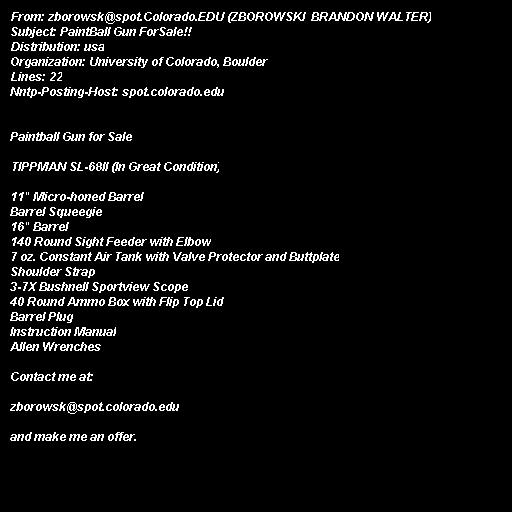 From: zborowsk@spot.Colorado.EDU (ZBOROWSKI  BRANDON WALTER)
Subject: PaintBall Gun ForSale!!
Distribution: usa
Organization: University of Colorado, Boulder
Lines: 22
Nntp-Posting-Host: spot.colorado.edu
Paintball Gun for Sale
TIPPMAN SL-68II (In Great Condition)
11" Micro-honed Barrel
Barrel Squeegie
16" Barrel
140 Round Sight Feeder with Elbow
7 oz. Constant Air Tank with Valve Protector and Buttplate
Shoulder Strap
3-7X Bushnell Sportview Scope
40 Round Ammo Box with Flip Top Lid
Barrel Plug
Instruction Manual
Allen Wrenches
Contact me at:
zborowsk@spot.colorado.edu
and make me an offer.